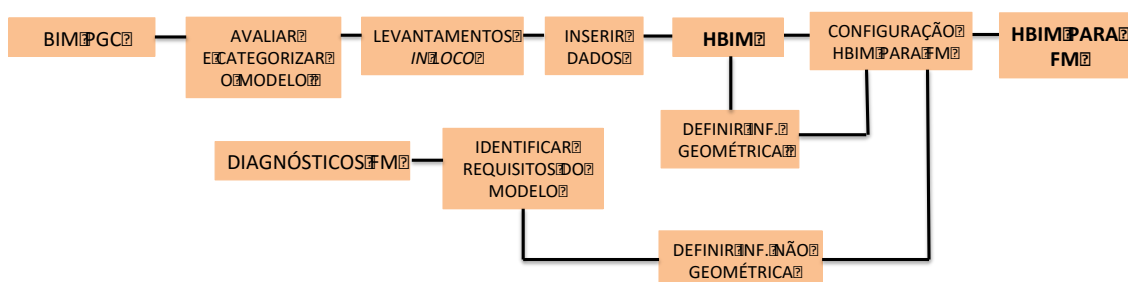 BIM PGC
AVALIAR
E CATEGORIZAR
O MODELO
LEVANTAMENTOS
IN LOCO
INSERIR
DADOS
HBIM
CONFIGURAÇÃO
HBIM PARA FM
HBIM PARA
FM
DEFINIR INF.
GEOMÉTRICA
DIAGNÓSTICOS FM
IDENTIFICAR
REQUISITOS DO
MODELO
DEFINIR INF. NÃO
GEOMÉTRICA